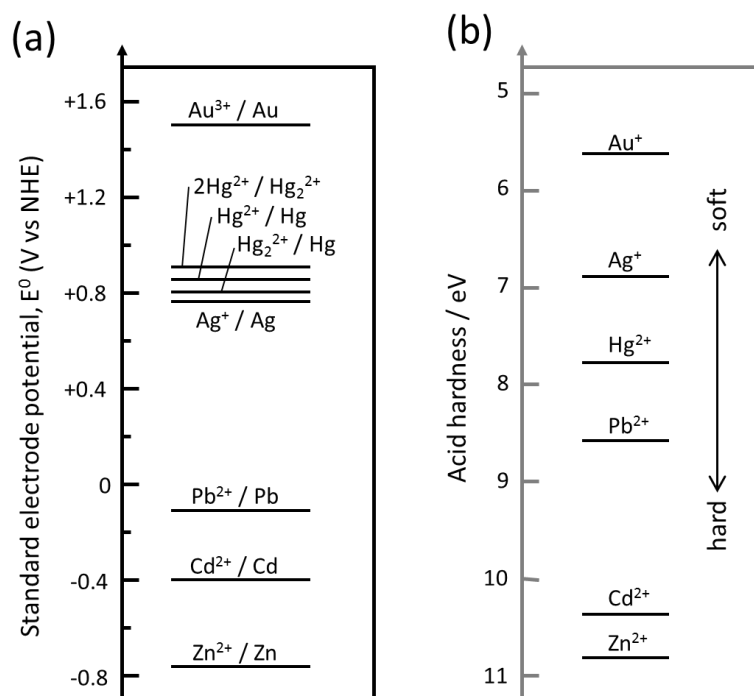 (a)
Standard electrode potential, E⁰ (V vs NHE)
+1.6
+1.2
+0.8
+0.4
0
-0.4
-0.8
Au³⁺ / Au
2Hg²⁺ / Hg₂²⁺
Hg²⁺ / Hg
Hg₂²⁺ / Hg
Ag⁺ / Ag
Pb²⁺ / Pb
Cd²⁺ / Cd
Zn²⁺ / Zn
(b)
Acid hardness / eV
5
6
7
8
9
10
11
Au⁺
Ag⁺
Hg²⁺
Pb²⁺
Cd²⁺
Zn²⁺
soft
hard